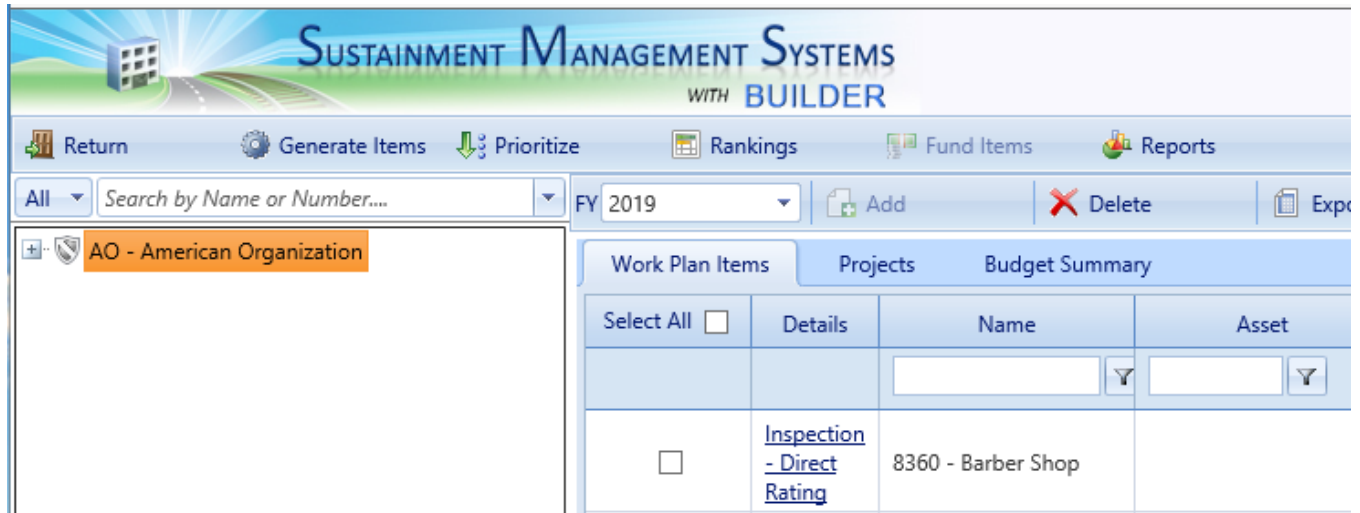 SUSTAINMENT MANAGEMENT SYSTEMS
WITH BUILDER
Return Generate Items Prioritize Rankings Fund Items Reports
All Search by Name or Number.... FY 2019 Add Delete Expo
AO - American Organization
Work Plan Items Projects Budget Summary
Select All Details Name Asset
Inspection
- Direct
Rating
8360 - Barber Shop